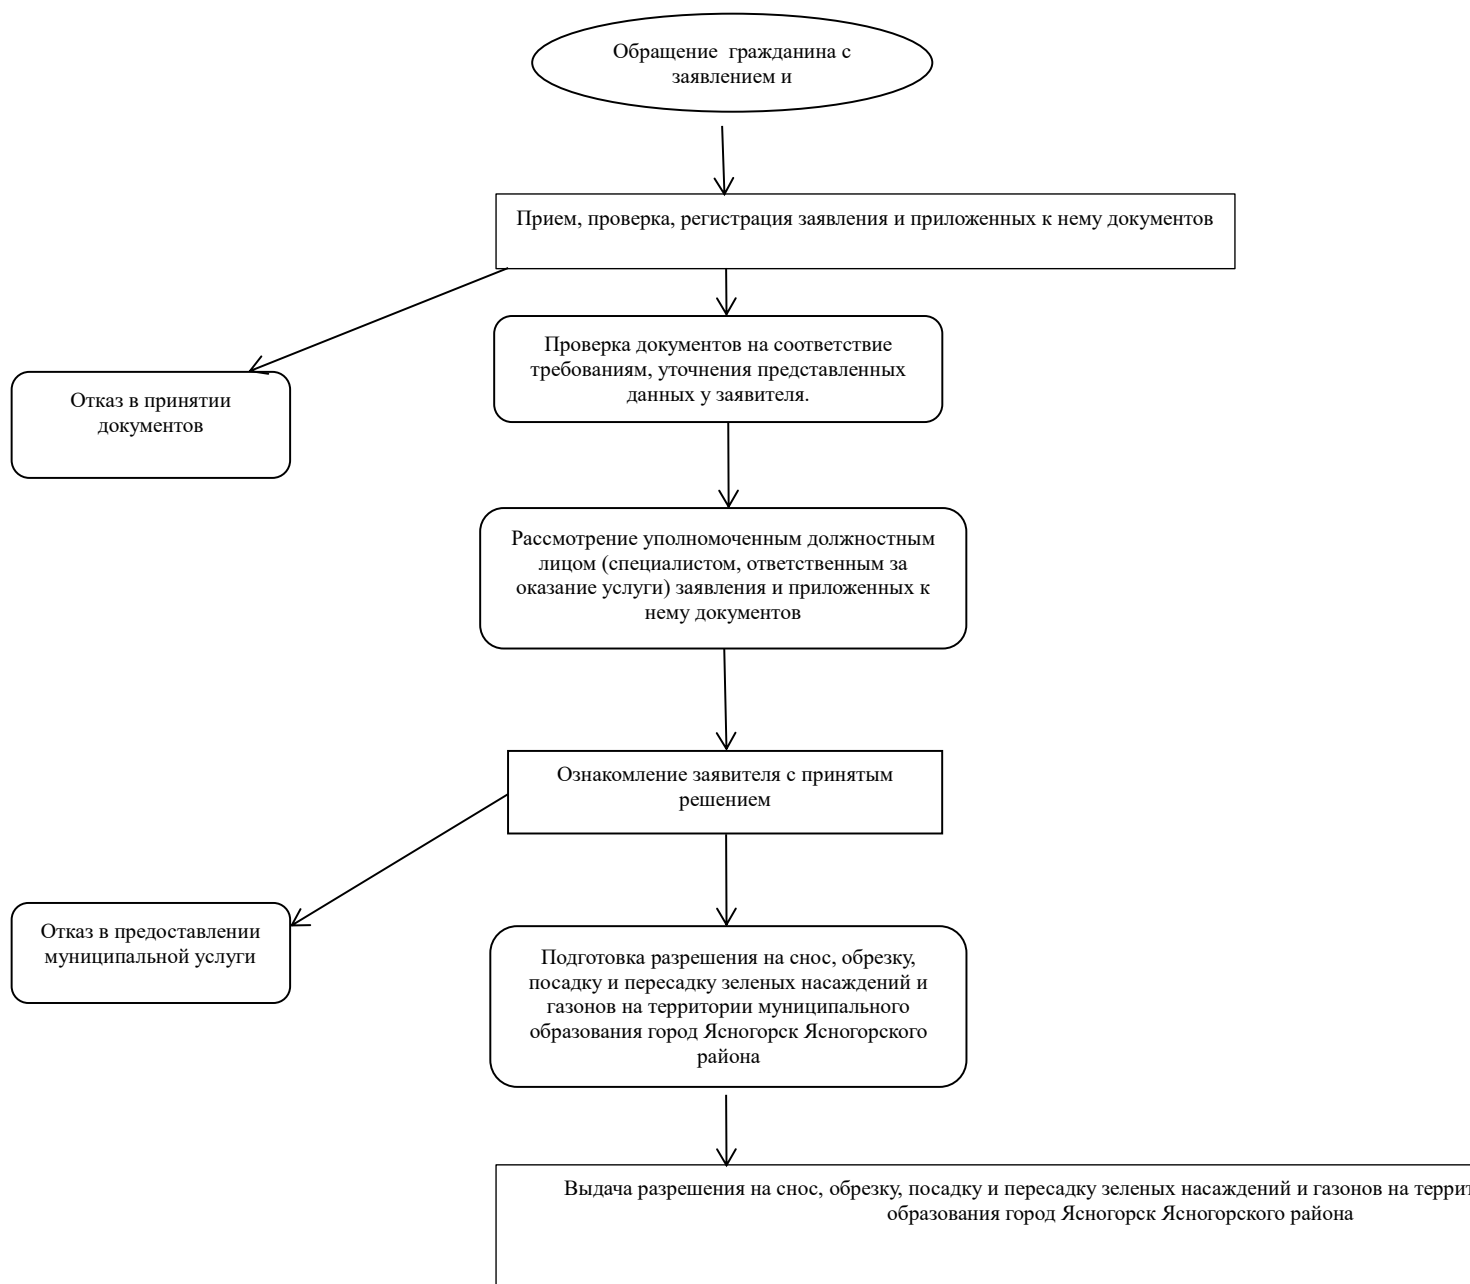 Обращение гражданина с
заявлением и
Прием, проверка, регистрация заявления и приложенных к нему документов
Проверка документов на соответствие
требованиям, уточнения представленных
данных у заявителя.
Отказ в принятии
документов
Рассмотрение уполномоченным должностным
лицом (специалистом, ответственным за
оказание услуги) заявления и приложенных к
нему документов
Ознакомление заявителя с принятым
решением
Отказ в предоставлении
муниципальной услуги
Подготовка разрешения на снос, обрезку,
посадку и пересадку зеленых насаждений и
газонов на территории муниципального
образования город Ясногорск Ясногорского
района
Выдача разрешения на снос, обрезку, посадку и пересадку зеленых насаждений и газонов на
образования город Ясногорск Ясногорского района